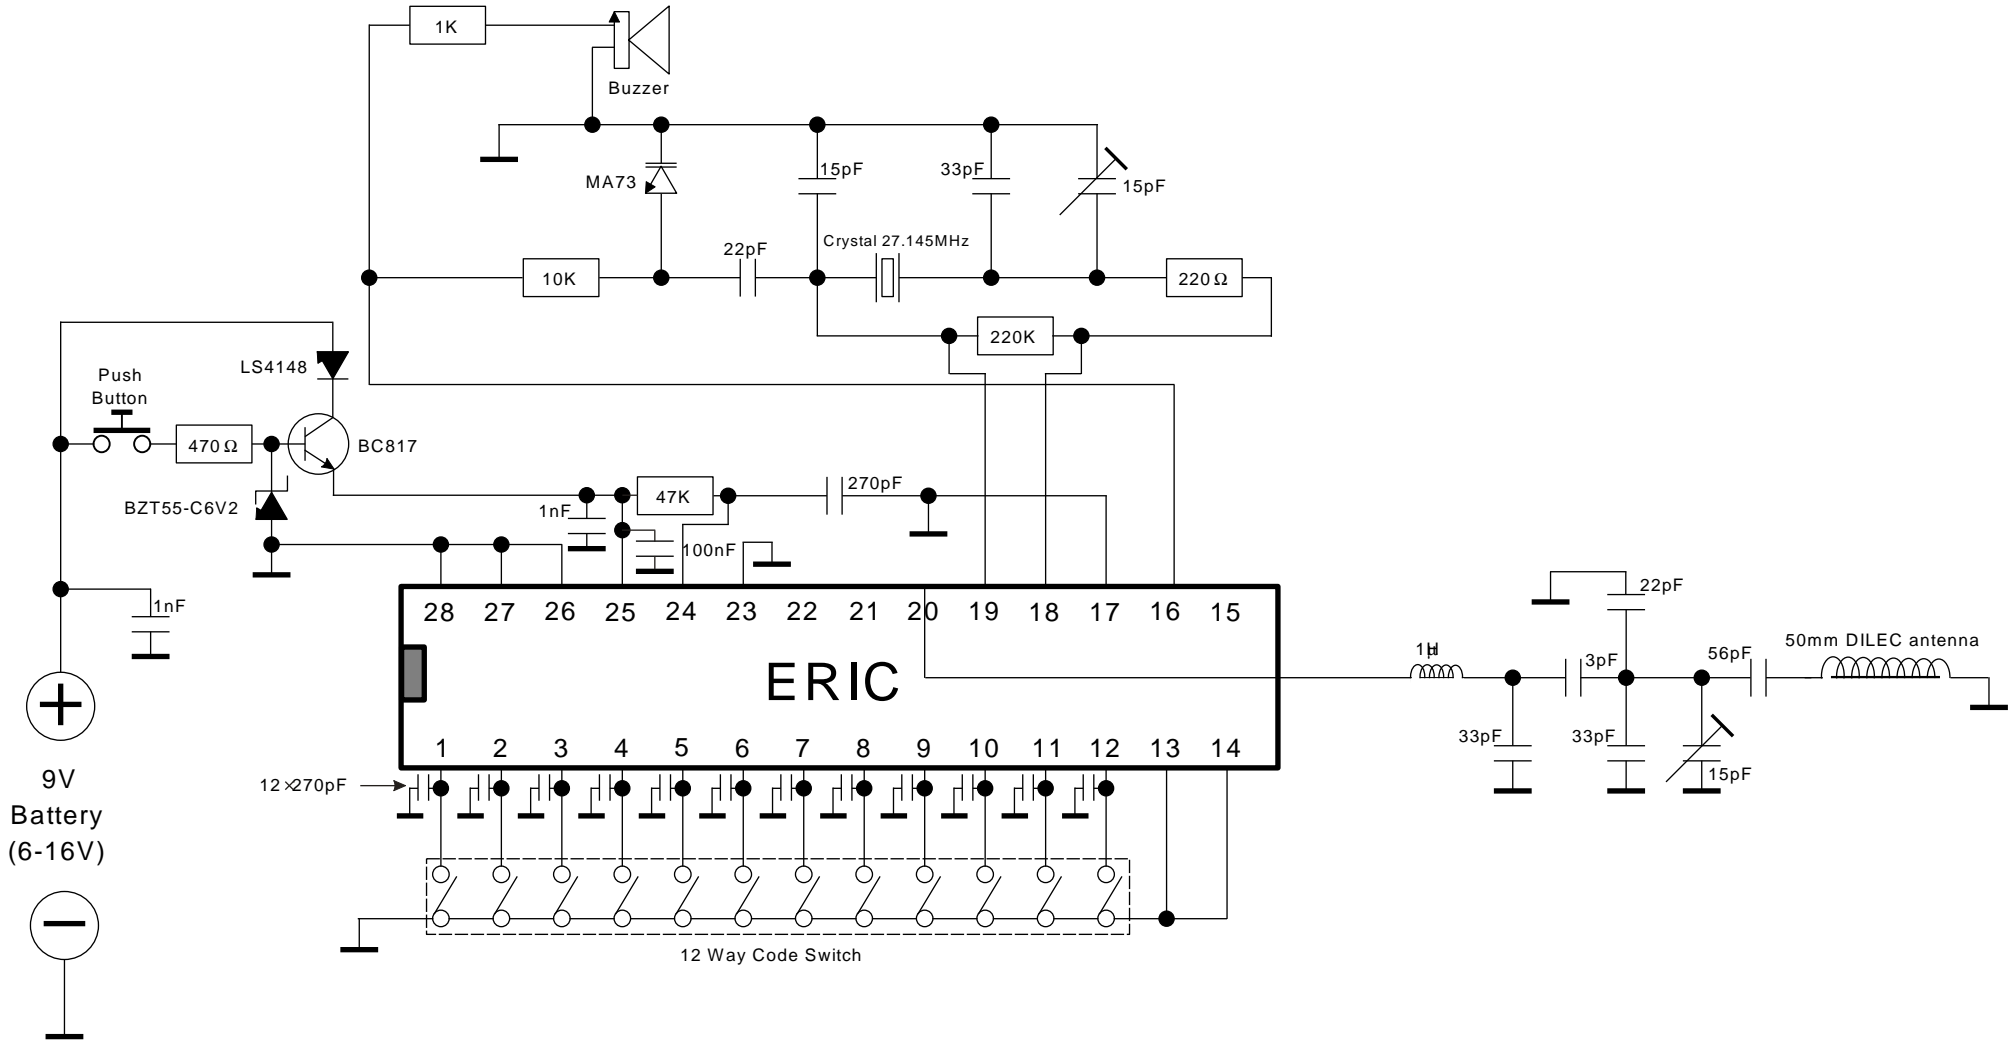 1K
Buzzer
MA73
15pF
33pF
15pF
22pF
Crystal 27.145MHz
10K
220Ω
220K
LS4148
Push
Button
470Ω
BC817
BZT55-C6V2
47K
270pF
1nF
100nF
1nF
28 27 26 25 24 23 22 21 20 19 18 17 16 15
ERIC
1 2 3 4 5 6 7 8 9 10 11 12 13 14
1µH
22pF
3pF
56pF
50mm DILEC antenna
33pF
33pF
15pF
12×270pF
9V
Battery
(6-16V)
12 Way Code Switch